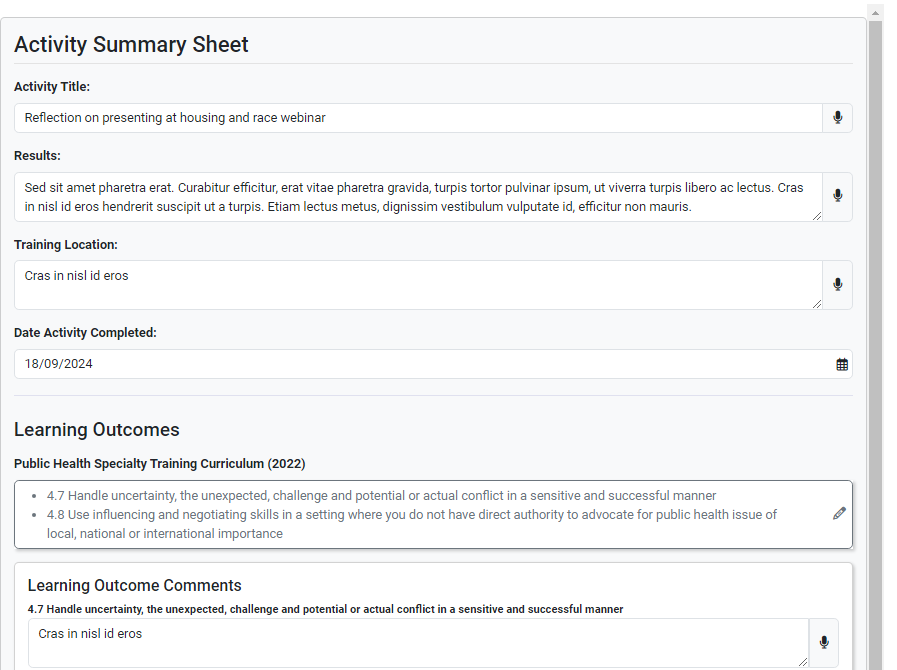 Activity Summary Sheet
Activity Title:
Reflection on presenting at housing and race webinar
Results:
Sed sit amet pharetra erat. Curabitur efficitur, erat vitae pharetra gravida, turpis tortor pulvinar ipsum, ut viverra turpis libero ac lectus. Cras
in nisl id eros hendrerit suscipit ut a turpis. Etiam lectus metus, dignissim vestibulum vulputate id, efficitur non mauris.
Training Location:
Cras in nisl id eros
Date Activity Completed:
18/09/2024
Learning Outcomes
Public Health Specialty Training Curriculum (2022)
• 4.7 Handle uncertainty, the unexpected, challenge and potential or actual conflict in a sensitive and successful manner
• 4.8 Use influencing and negotiating skills in a setting where you do not have direct authority to advocate for public health issue of
local, national or international importance
Learning Outcome Comments
4.7 Handle uncertainty, the unexpected, challenge and potential or actual conflict in a sensitive and successful manner
Cras in nisl id eros